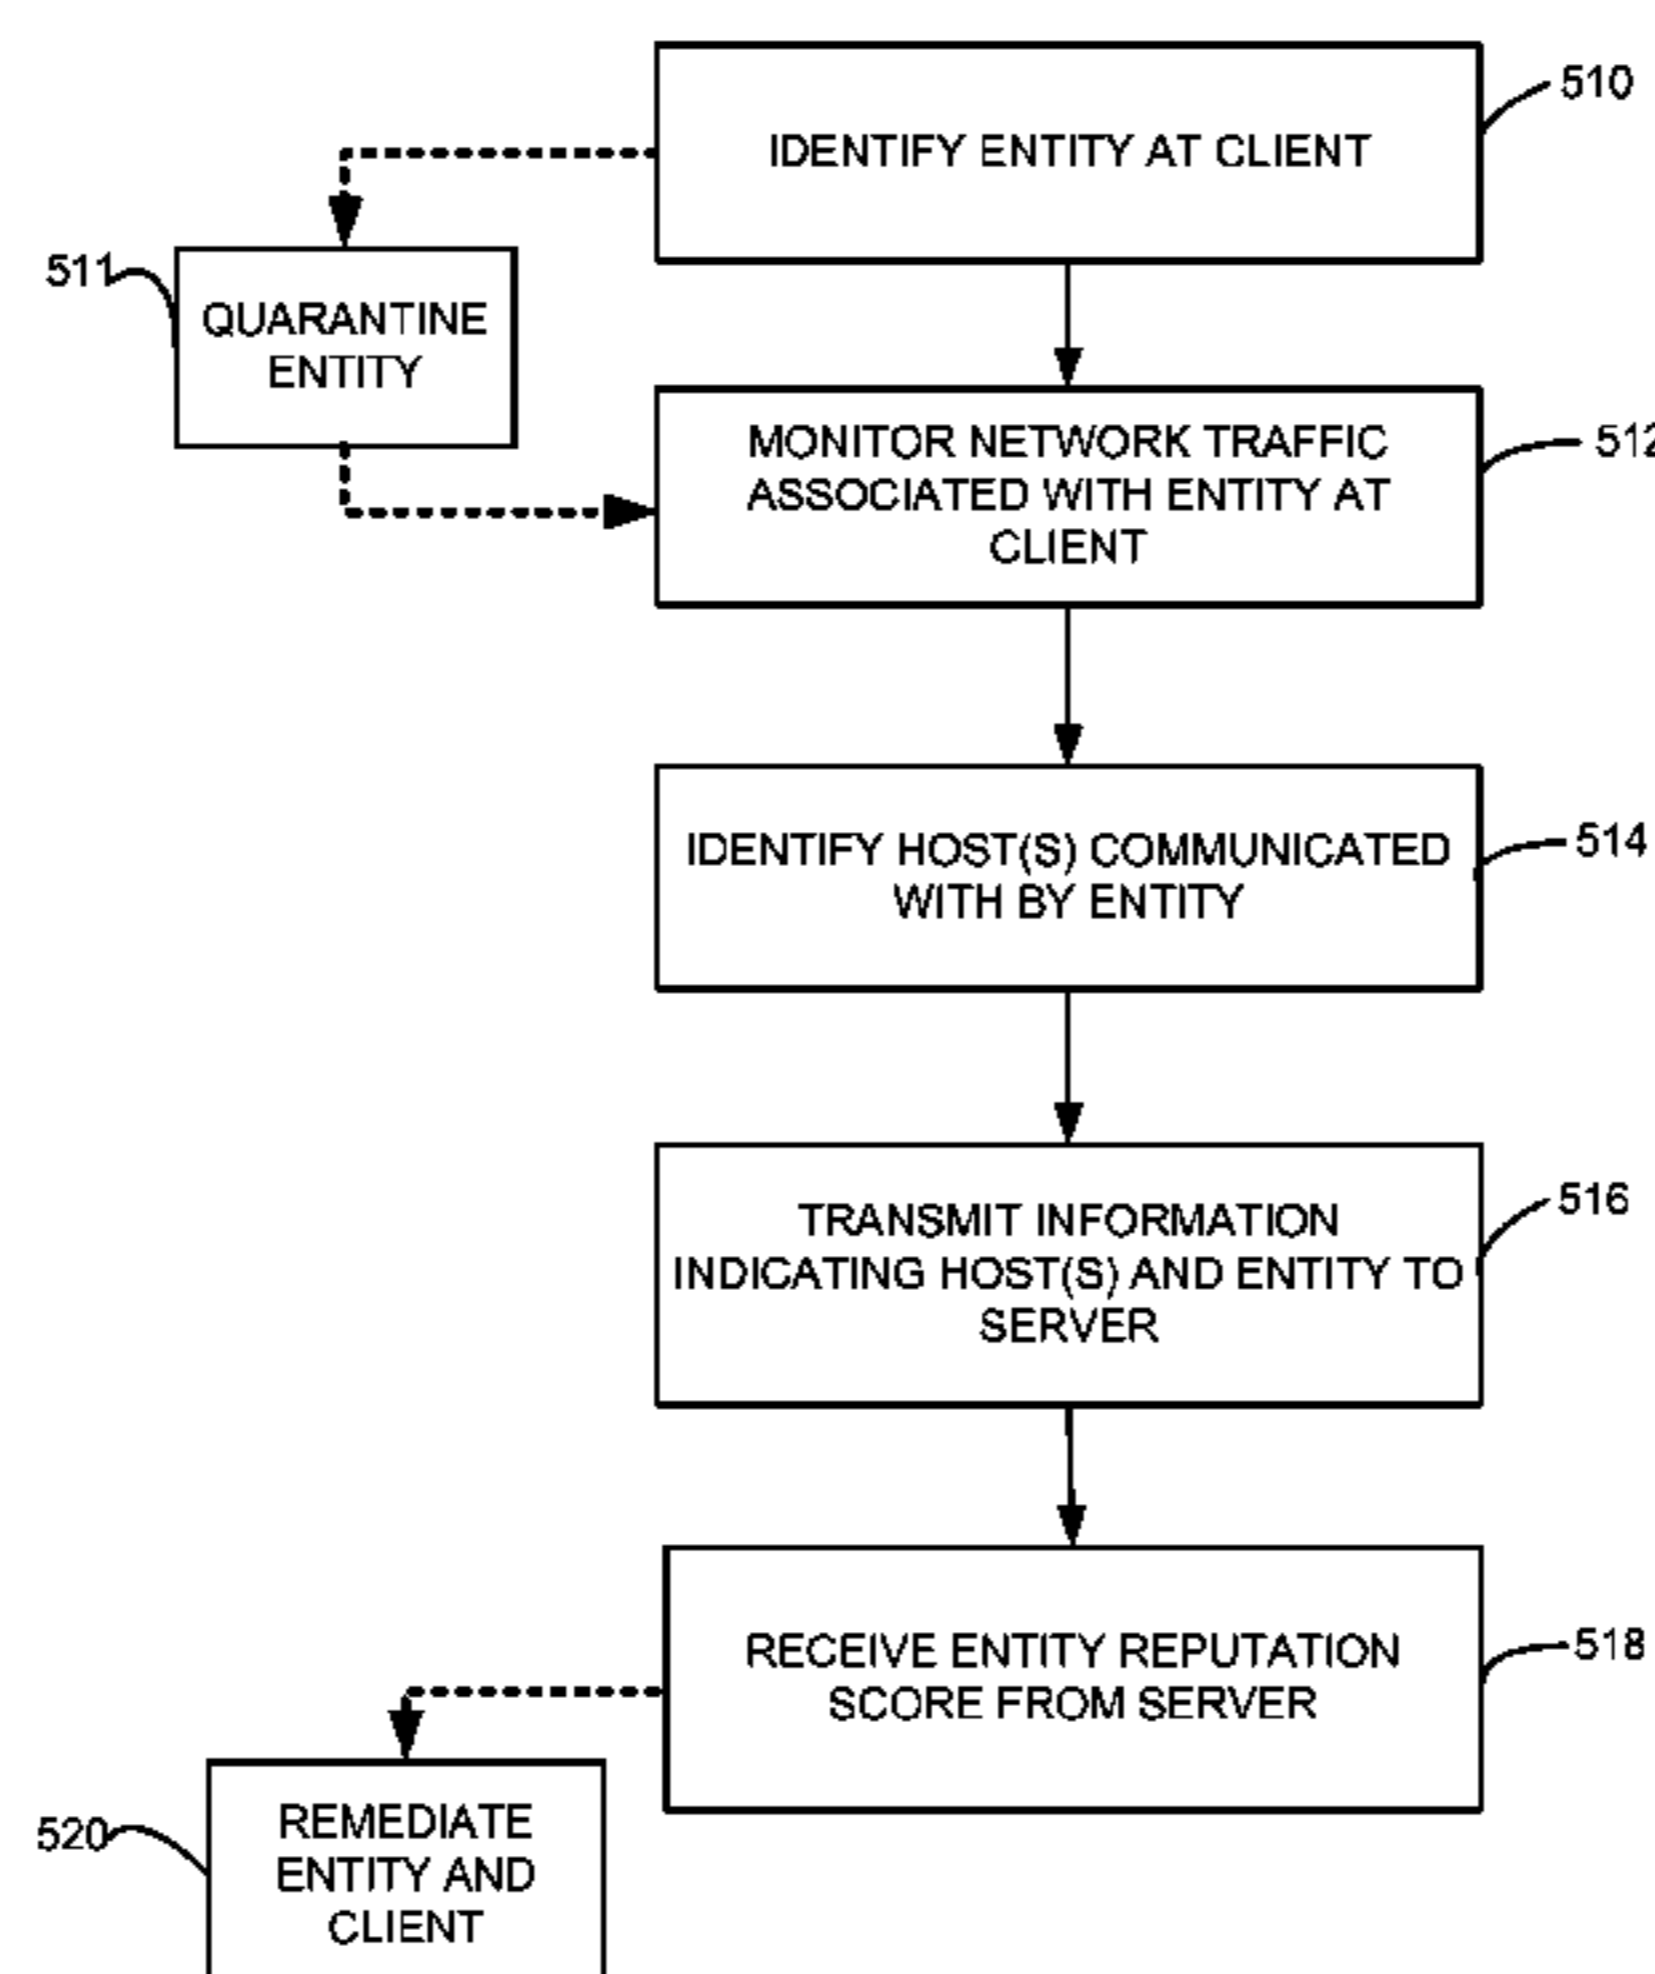 510
IDENTIFY ENTITY AT CLIENT
511
QUARANTINE
ENTITY
512
MONITOR NETWORK TRAFFIC
ASSOCIATED WITH ENTITY AT
CLIENT
514
IDENTIFY HOST(S) COMMUNICATED
WITH BY ENTITY
516
TRANSMIT INFORMATION
INDICATING HOST(S) AND ENTITY TO
SERVER
518
RECEIVE ENTITY REPUTATION
SCORE FROM SERVER
520
REMEDIATE
ENTITY AND
CLIENT